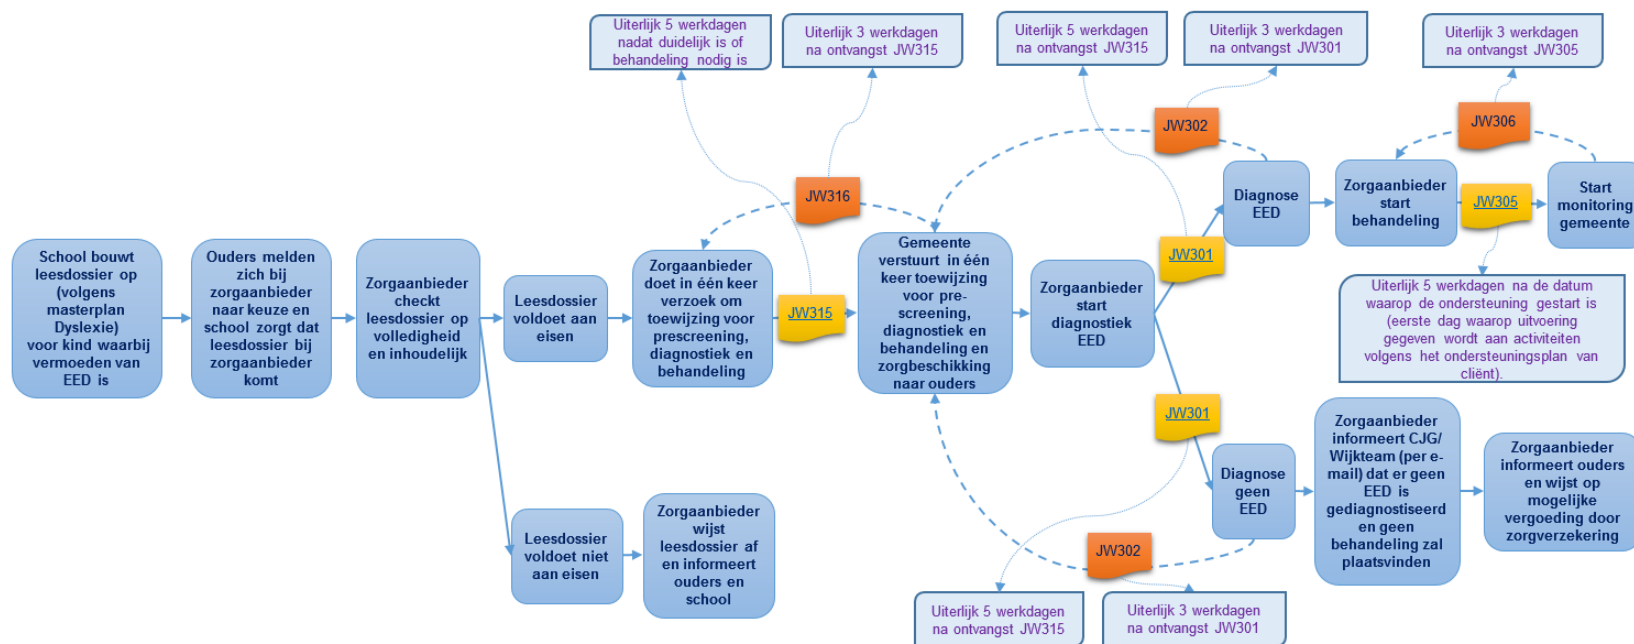 Uiterlijk 5 werkdagen
nadat duidelijk is of
behandeling nodig is
Uiterlijk 3 werkdagen
na ontvangst JW315
Uiterlijk 5 werkdagen
na ontvangst JW315
Uiterlijk 3 werkdagen
na ontvangst JW301
Uiterlijk 3 werkdagen
na ontvangst JW305
JW302
JW306
JW316
School bouwt
leesdossier op
(volgens
masterplan
Dyslexie)
voor kind waarbij
vermoeden van
EED is
Ouders melden
zich bij
zorgaanbieder
naar keuze en
school zorgt dat
leesdossier bij
zorgaanbieder
komt
Zorgaanbieder
checkt
leesdossier op
volledigheid
en inhoudelijk
Leesdossier
voldoet aan
eisen
Zorgaanbieder
doet in één keer
verzoek om
toewijzing voor
prescreening,
diagnostiek en
behandeling
JW315
Gemeente
verstuurt in één
keer toewijzing
voor pre-
screening,
diagnostiek en
behandeling en
zorgbeschikking
naar ouders
Zorgaanbieder
start
diagnostiek
EED
JW301
Diagnose
EED
Zorgaanbieder
start
behandeling
JW305
Start
monitoring
gemeente
Uiterlijk 5 werkdagen na de datum
waarop de ondersteuning gestart is
(eerste dag waarop uitvoering
gegeven wordt aan activiteiten
volgens het ondersteuningsplan van
cliënt).
JW301
Diagnose
geen
EED
Zorgaanbieder
informeert CJG/
Wijkteam (per e-
mail) dat er geen
EED is
gediagnostiseerd
en geen
behandeling zal
plaatsvinden
Zorgaanbieder
informeert ouders
en wijst op
mogelijke
vergoeding door
zorgverzekering
Leesdossier
voldoet niet
aan eisen
Zorgaanbieder
wijst
leesdossier af
en informeert
ouders en
school
JW302
Uiterlijk 5 werkdagen
na ontvangst JW315
Uiterlijk 3 werkdagen
na ontvangst JW301